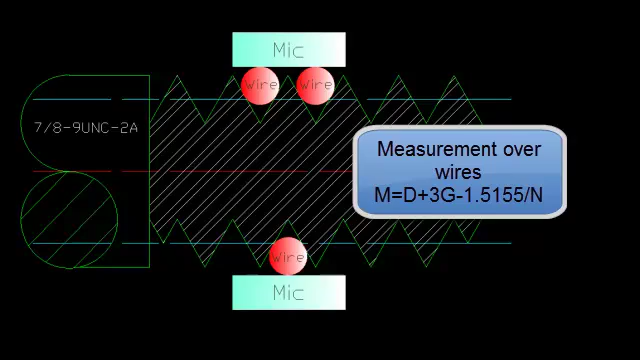 Mic
Wire Wire
7/8-9UNC-2A
Measurement over
wires
M=D+3G-1.5155/N
Wire
Mic